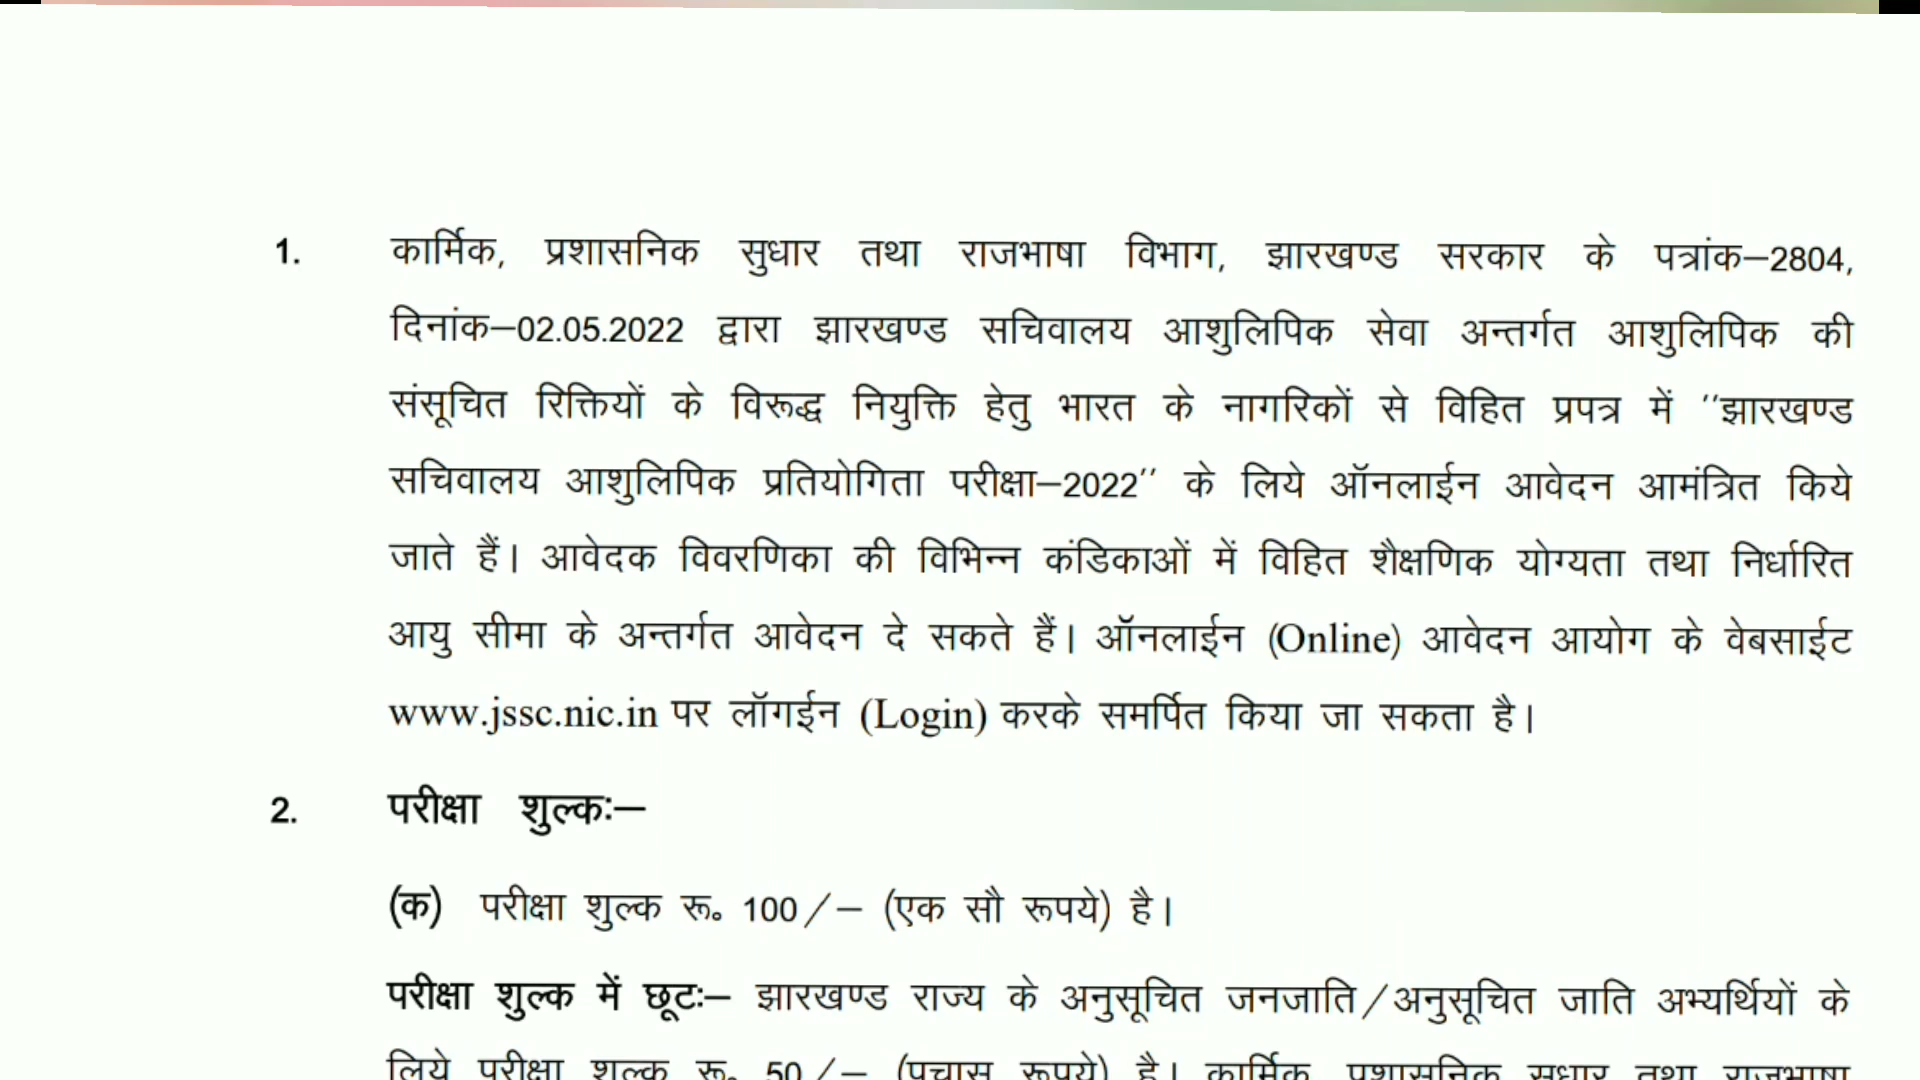 1. कार्मिक, प्रशासनिक सुधार तथा राजभाषा विभाग, झारखण्ड सरकार के पत्रांक–2804,
दिनांक–02.05.2022 द्वारा झारखण्ड सचिवालय आशुलिपिक सेवा अन्तर्गत आशुलिपिक की
संसूचित रिक्तियों के विरूद्ध नियुक्ति हेतु भारत के नागरिकों से विहित प्रपत्र में ''झारखण्ड
सचिवालय आशुलिपिक प्रतियोगिता परीक्षा–2022'' के लिये ऑनलाईन आवेदन आमंत्रित किये
जाते हैं। आवेदक विवरणिका की विभिन्न कंडिकाओं में विहित शैक्षणिक योग्यता तथा निर्धारित
आयु सीमा के अन्तर्गत आवेदन दे सकते हैं। ऑनलाईन (Online) आवेदन आयोग के वेबसाईट
www.jssc.nic.in पर लॉगईन (Login) करके समर्पित किया जा सकता है।
2. परीक्षा शुल्कः–
(क) परीक्षा शुल्क रू॰ 100/– (एक सौ रूपये) है।
परीक्षा शुल्क में छूटः– झारखण्ड राज्य के अनुसूचित जनजाति/अनुसूचित जाति अभ्यर्थियों के
लिये परीक्षा शुल्क रू॰ 50/– (पचास रूपये) है। कार्मिक, प्रशासनिक सुधार तथा राजभाषा